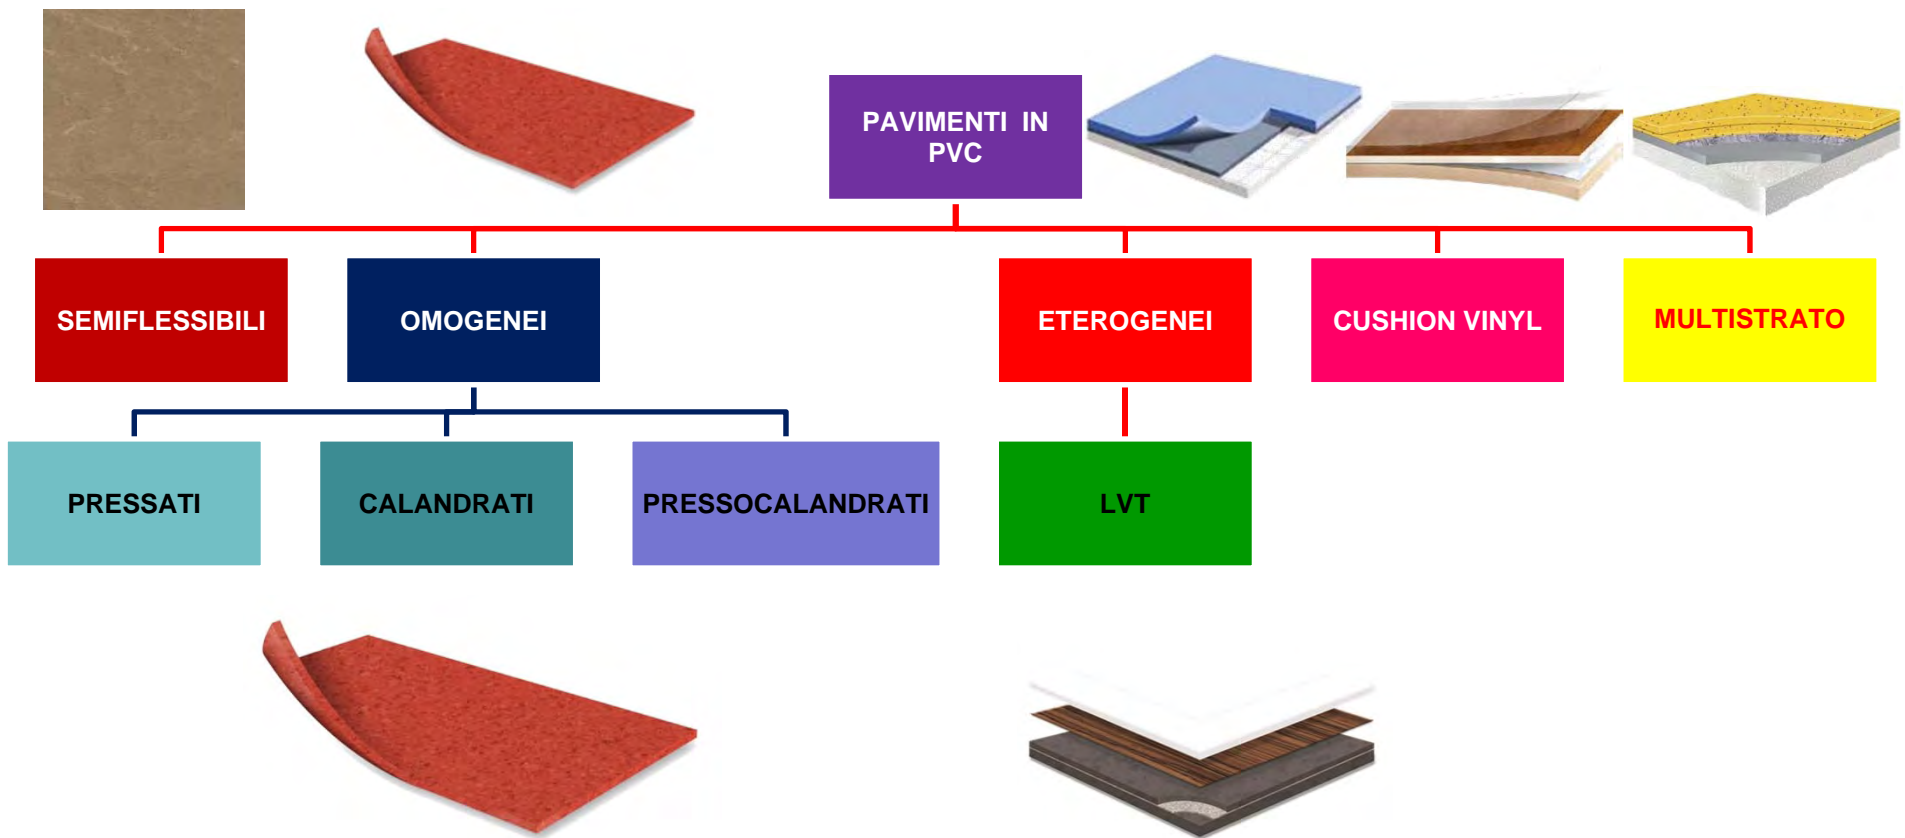 PAVIMENTI IN
PVC
SEMIFLESSIBILI
OMOGENEI
ETEROGENEI
CUSHION VINYL
MULTISTRATO
PRESSATI
CALANDRATI
PRESSOCALANDRATI
LVT